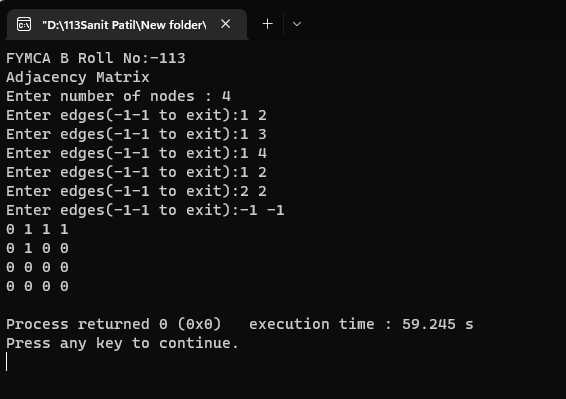 "D:\113Sanit Patil\New folder\
FYMCA B Roll No:-113
Adjacency Matrix
Enter number of nodes : 4
Enter edges(-1-1 to exit):1 2
Enter edges(-1-1 to exit):1 3
Enter edges(-1-1 to exit):1 4
Enter edges(-1-1 to exit):1 2
Enter edges(-1-1 to exit):2 2
Enter edges(-1-1 to exit):-1 -1
0 1 1 1
0 1 0 0
0 0 0 0
0 0 0 0
Process returned 0 (0x0)   execution time : 59.245 s
Press any key to continue.